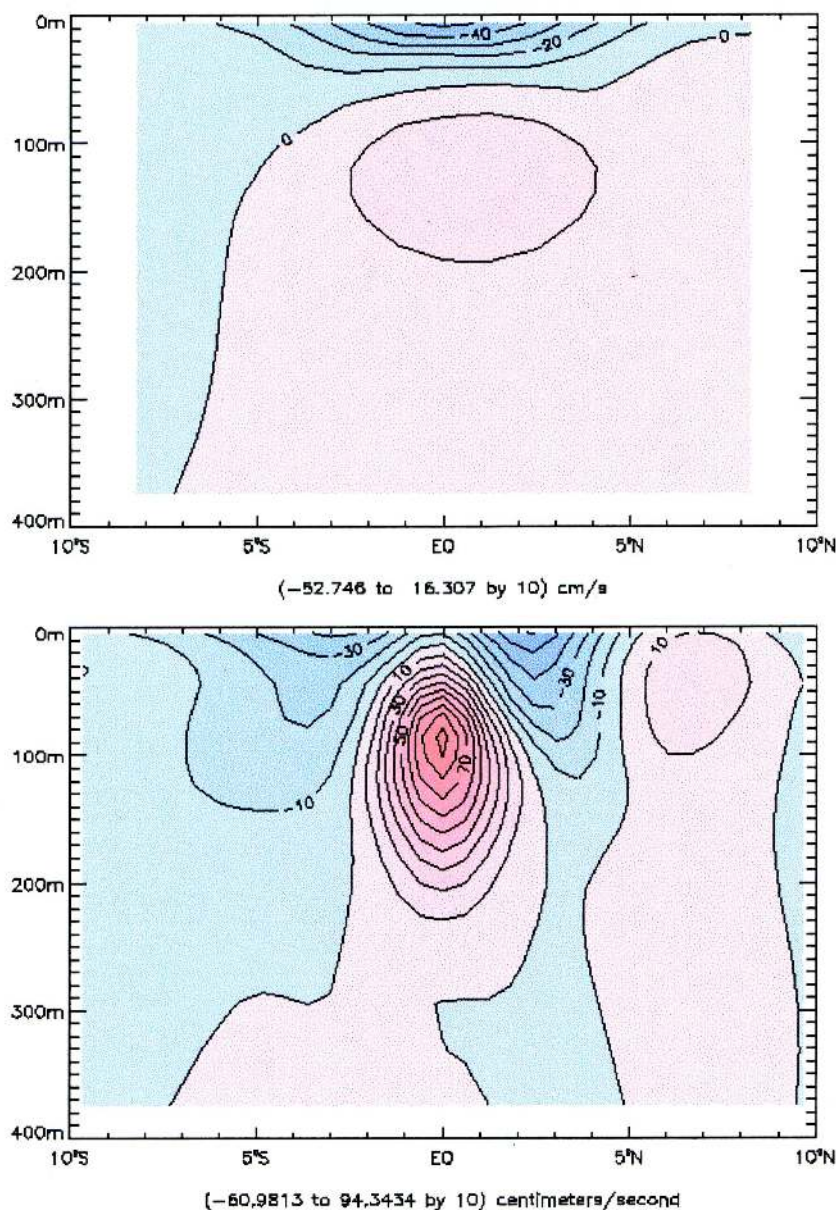 0m
-40
-20
0
0
100m
200m
300m
400m
10°S
5°S
EQ
5°N
10°N
(-52.746 to 16.307 by 10) cm/s
0m
-30
10
30
50
70
-30
-10
10
-10
100m
200m
300m
400m
10°S
5°S
EQ
5°N
10°N
(-60.9813 to 94.3434 by 10) centimeters/second